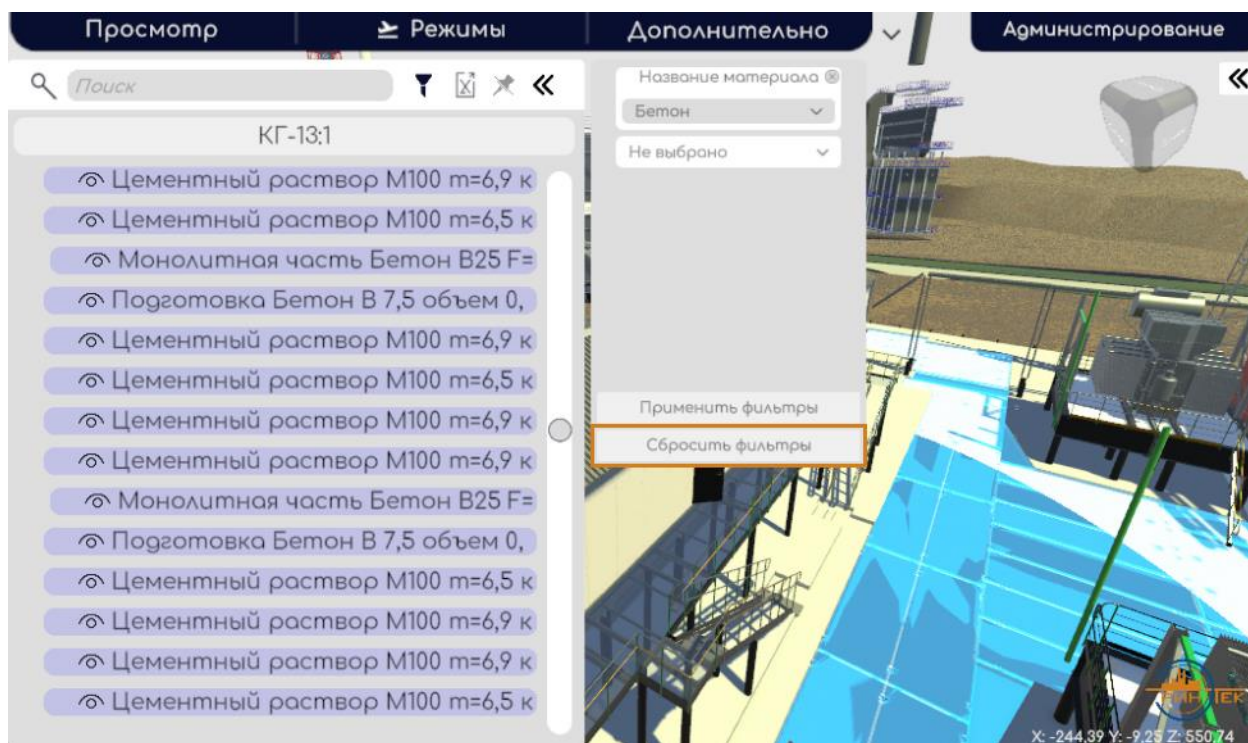 Просмотр
Режимы
Дополнительно
Администрирование
Поиск
КГ-13:1
Цементный раствор М100 m=6,9 к
Цементный раствор М100 m=6,5 к
Монолитная часть Бетон В25 F=
Подготовка Бетон В 7,5 объем 0,
Цементный раствор М100 m=6,9 к
Цементный раствор М100 m=6,5 к
Цементный раствор М100 m=6,9 к
Цементный раствор М100 m=6,9 к
Монолитная часть Бетон В25 F=
Подготовка Бетон В 7,5 объем 0,
Цементный раствор М100 m=6,5 к
Цементный раствор М100 m=6,9 к
Цементный раствор М100 m=6,9 к
Цементный раствор М100 m=6,5 к
Название материала
Бетон
Не выбрано
Применить фильтры
Сбросить фильтры
X: -244,39 Y: -9,25 Z: 550,74